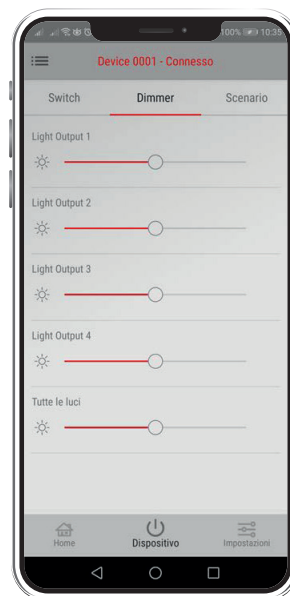 100% 10:35
Device 0001 - Connesso
Switch Dimmer Scenario
Light Output 1
Light Output 2
Light Output 3
Light Output 4
Tutte le luci
Home Dispositivo Impostazioni